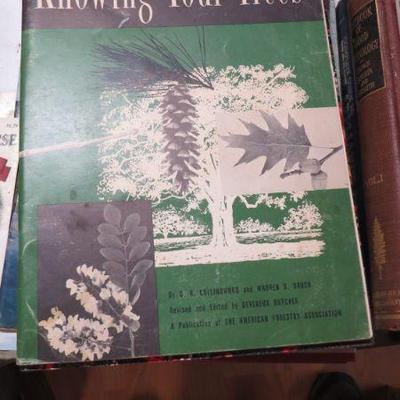 Knowing Your Trees
By G. H. COLLINGWOOD and WARREN D. BRUSH
Revised and Edited by DEVEREUX BUTCHER
A Publication of THE AMERICAN FORESTRY ASSOCIATION
VOL. I